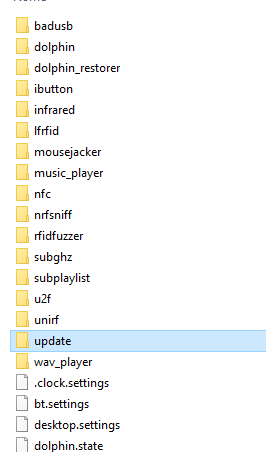 badusb
dolphin
dolphin_restorer
ibutton
infrared
lfrfid
mousejacker
music_player
nfc
nrfsniff
rfidfuzzer
subghz
subplaylist
u2f
unirf
update
wav_player
.clock.settings
bt.settings
desktop.settings
dolphin.state